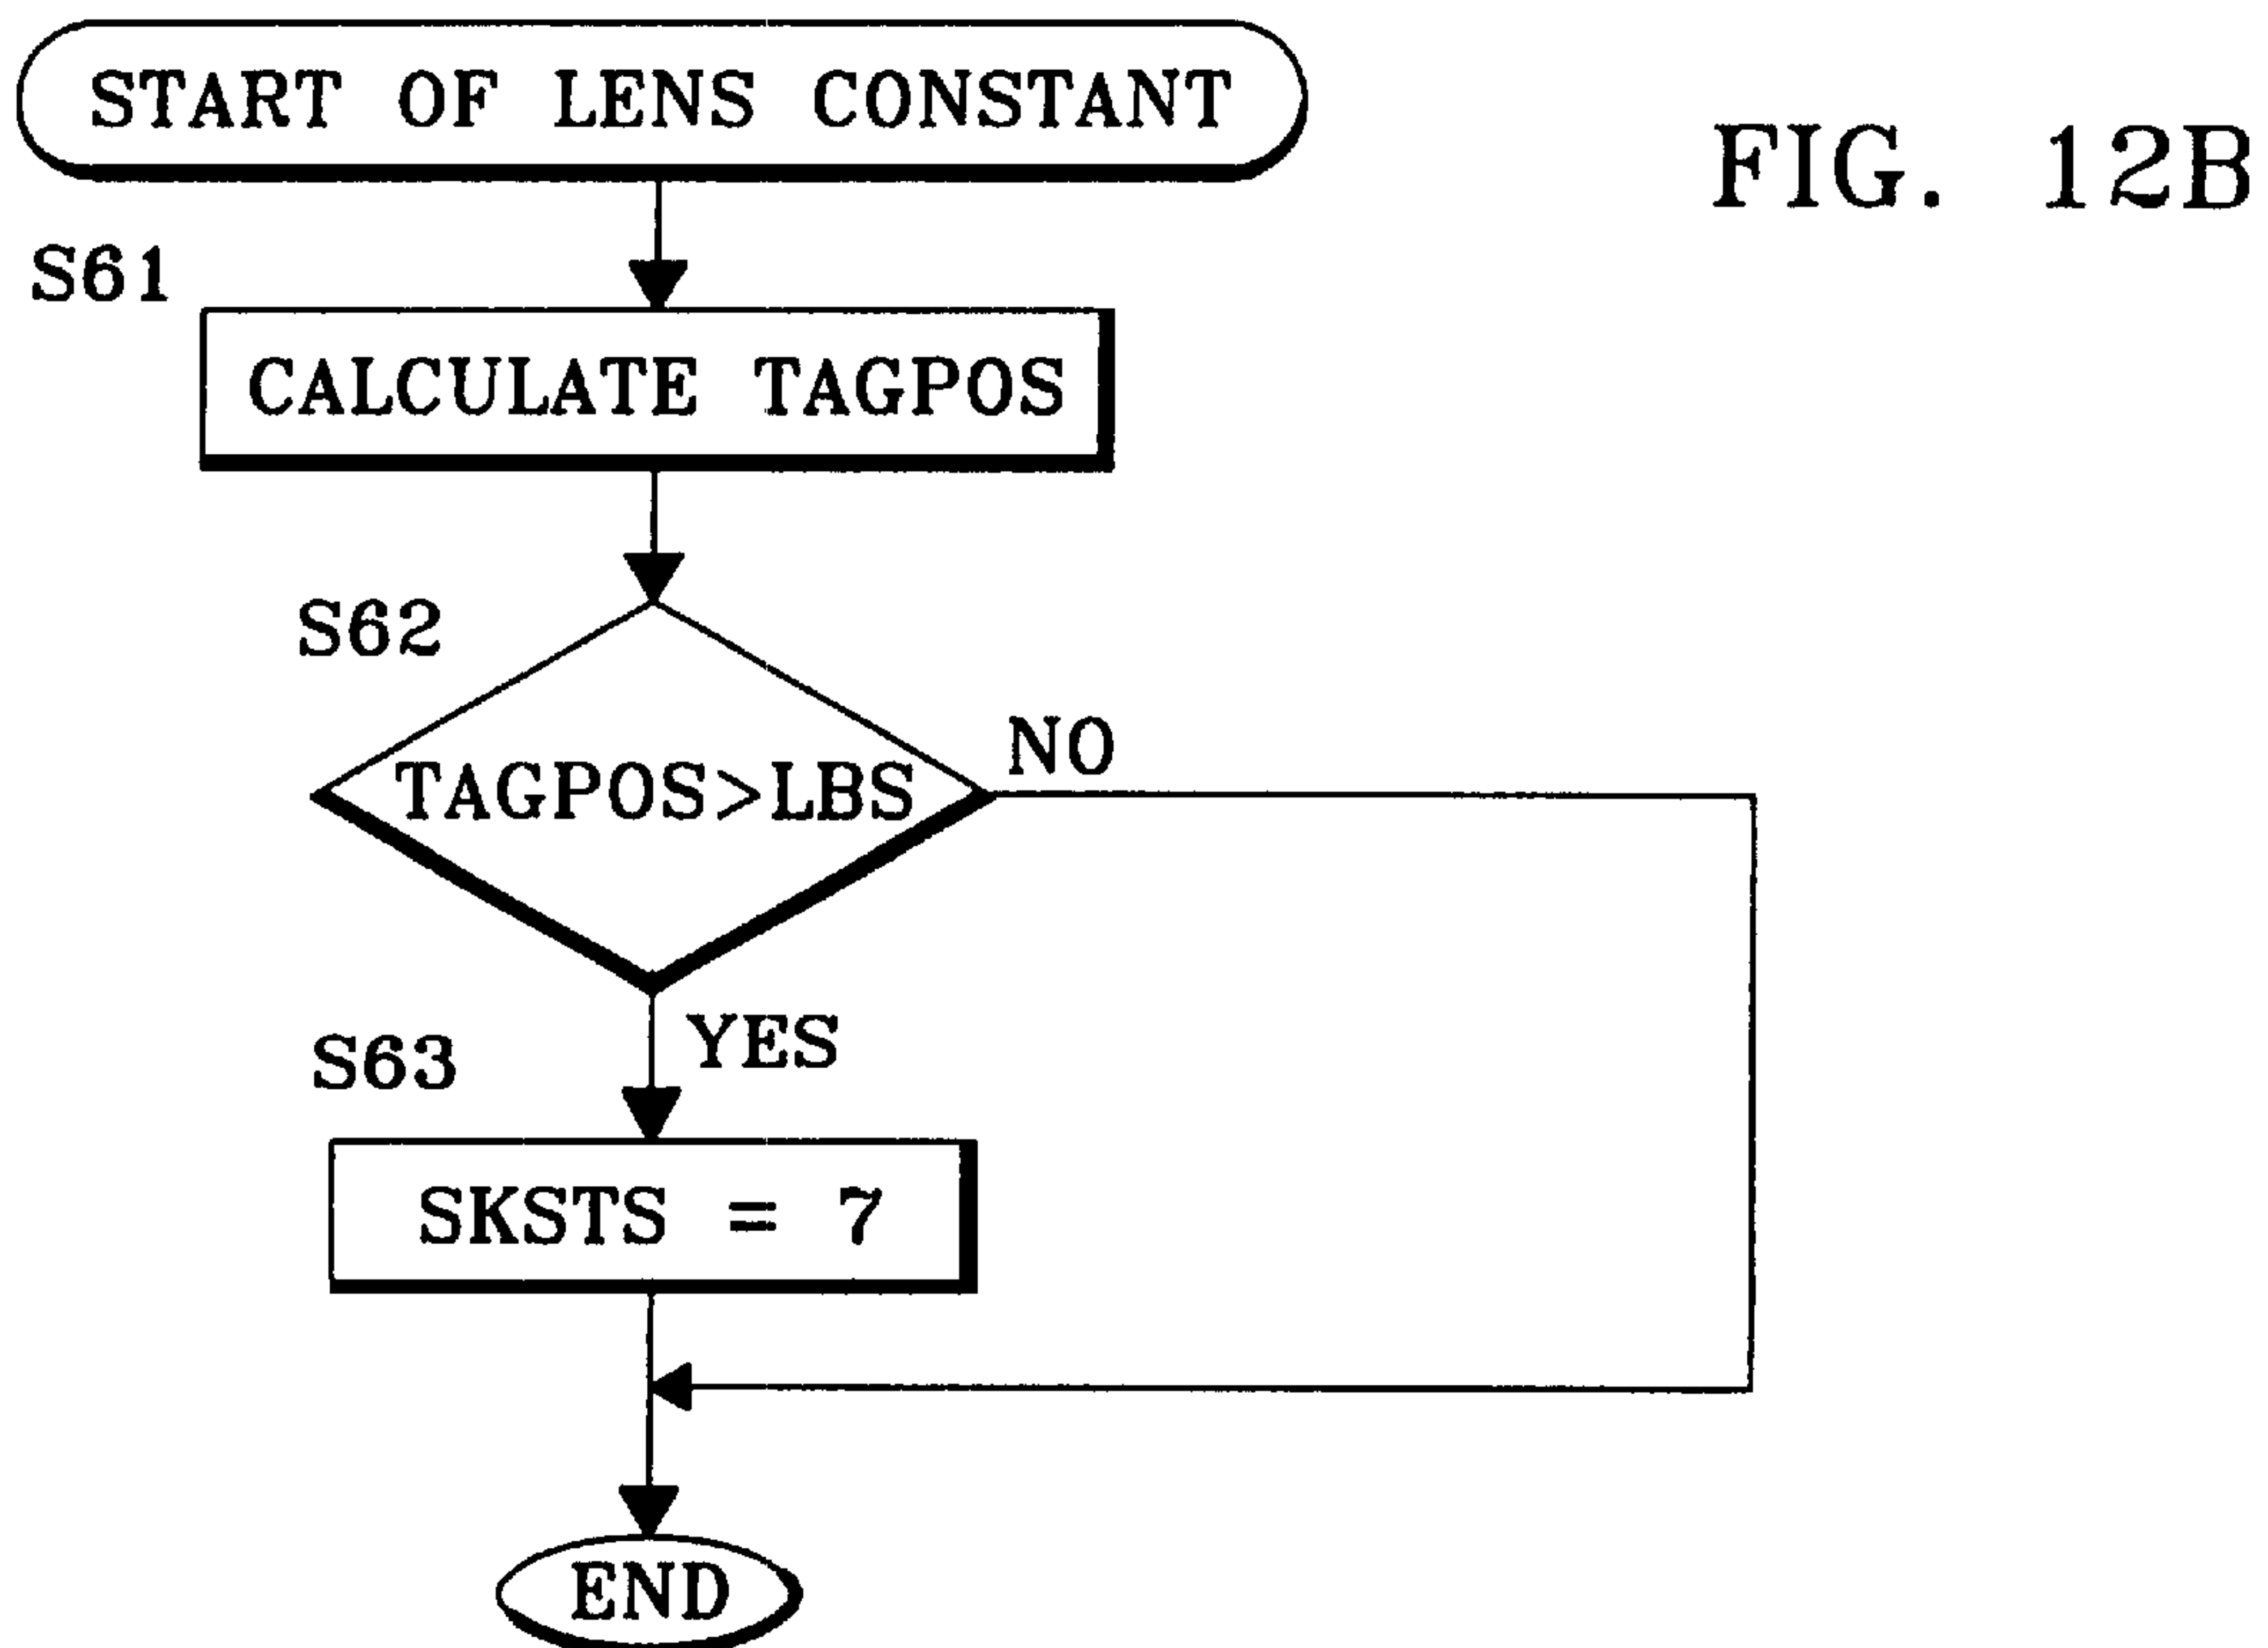 START OF LENS CONSTANT
FIG. 12B
S61
CALCULATE TAGPOS
S62
TAGPOS>LBS
NO
YES
S63
SKSTS = 7
END